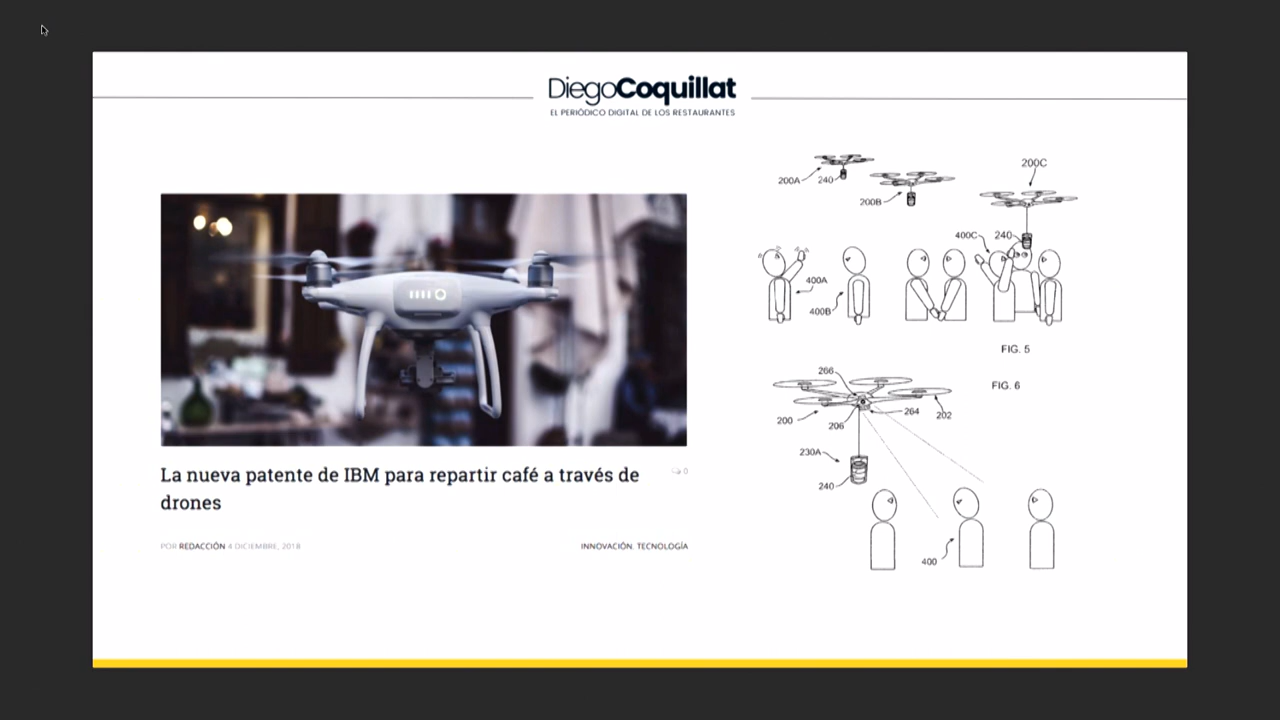 DiegoCoquillat
EL PERIÓDICO DIGITAL DE LOS RESTAURANTES
La nueva patente de IBM para repartir café a través de
drones
0
POR REDACCIÓN 4 DICIEMBRE, 2018
INNOVACIÓN, TECNOLOGÍA
200A
240
200B
200C
400C
240
400A
400B
FIG. 5
FIG. 6
266
200
206
264
202
230A
240
400